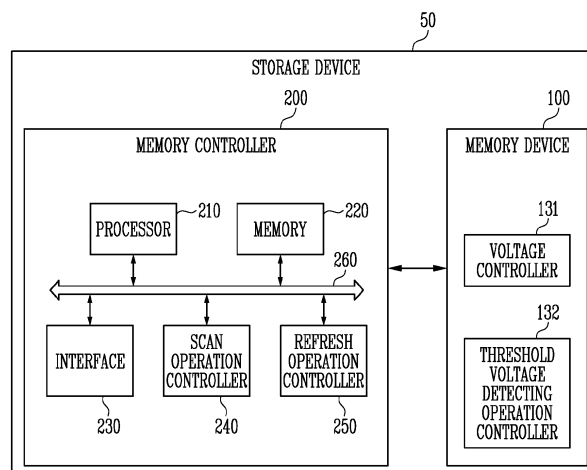 50
STORAGE DEVICE
200
MEMORY CONTROLLER
210
PROCESSOR
220
MEMORY
260
INTERFACE
230
SCAN
OPERATION
CONTROLLER
240
REFRESH
OPERATION
CONTROLLER
250
100
MEMORY DEVICE
131
VOLTAGE
CONTROLLER
132
THRESHOLD
VOLTAGE
DETECTING
OPERATION
CONTROLLER